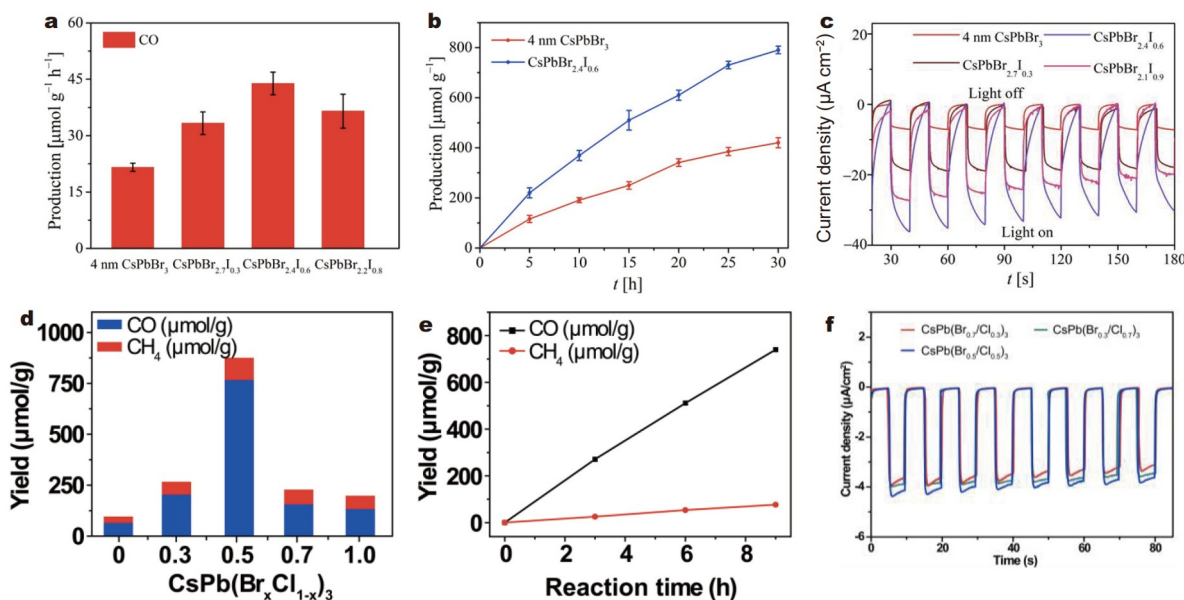 a
CO
Production [μmol g⁻¹ h⁻¹]
60
45
30
15
0
4 nm CsPbBr₃
CsPbBr₂.₇I₀.₃
CsPbBr₂.₄I₀.₆
CsPbBr₂.₂I₀.₈
b
4 nm CsPbBr₃
CsPbBr₂.₄I₀.₆
Production [μmol g⁻¹]
800
600
400
200
0
0 5 10 15 20 25 30
t [h]
c
4 nm CsPbBr₃
CsPbBr₂.₄I₀.₆
CsPbBr₂.₇I₀.₃
CsPbBr₂.₁I₀.₉
Light off
Light on
Current density (μA cm⁻²)
0
−20
−40
30 60 90 120 150 180
t [s]
d
CO (μmol/g)
CH₄ (μmol/g)
Yield (μmol/g)
1000
750
500
250
0
0 0.3 0.5 0.7 1.0
CsPb(BrₓCl₁₋ₓ)₃
e
CO (μmol/g)
CH₄ (μmol/g)
Yield (μmol/g)
800
600
400
200
0
0 2 4 6 8
Reaction time (h)
f
CsPb(Br₀.₇/Cl₀.₃)₃
CsPb(Br₀.₃/Cl₀.₇)₃
CsPb(Br₀.₅/Cl₀.₅)₃
Current density (μA/cm²)
2
0
-2
-4
-6
0 20 40 60 80
Time (s)